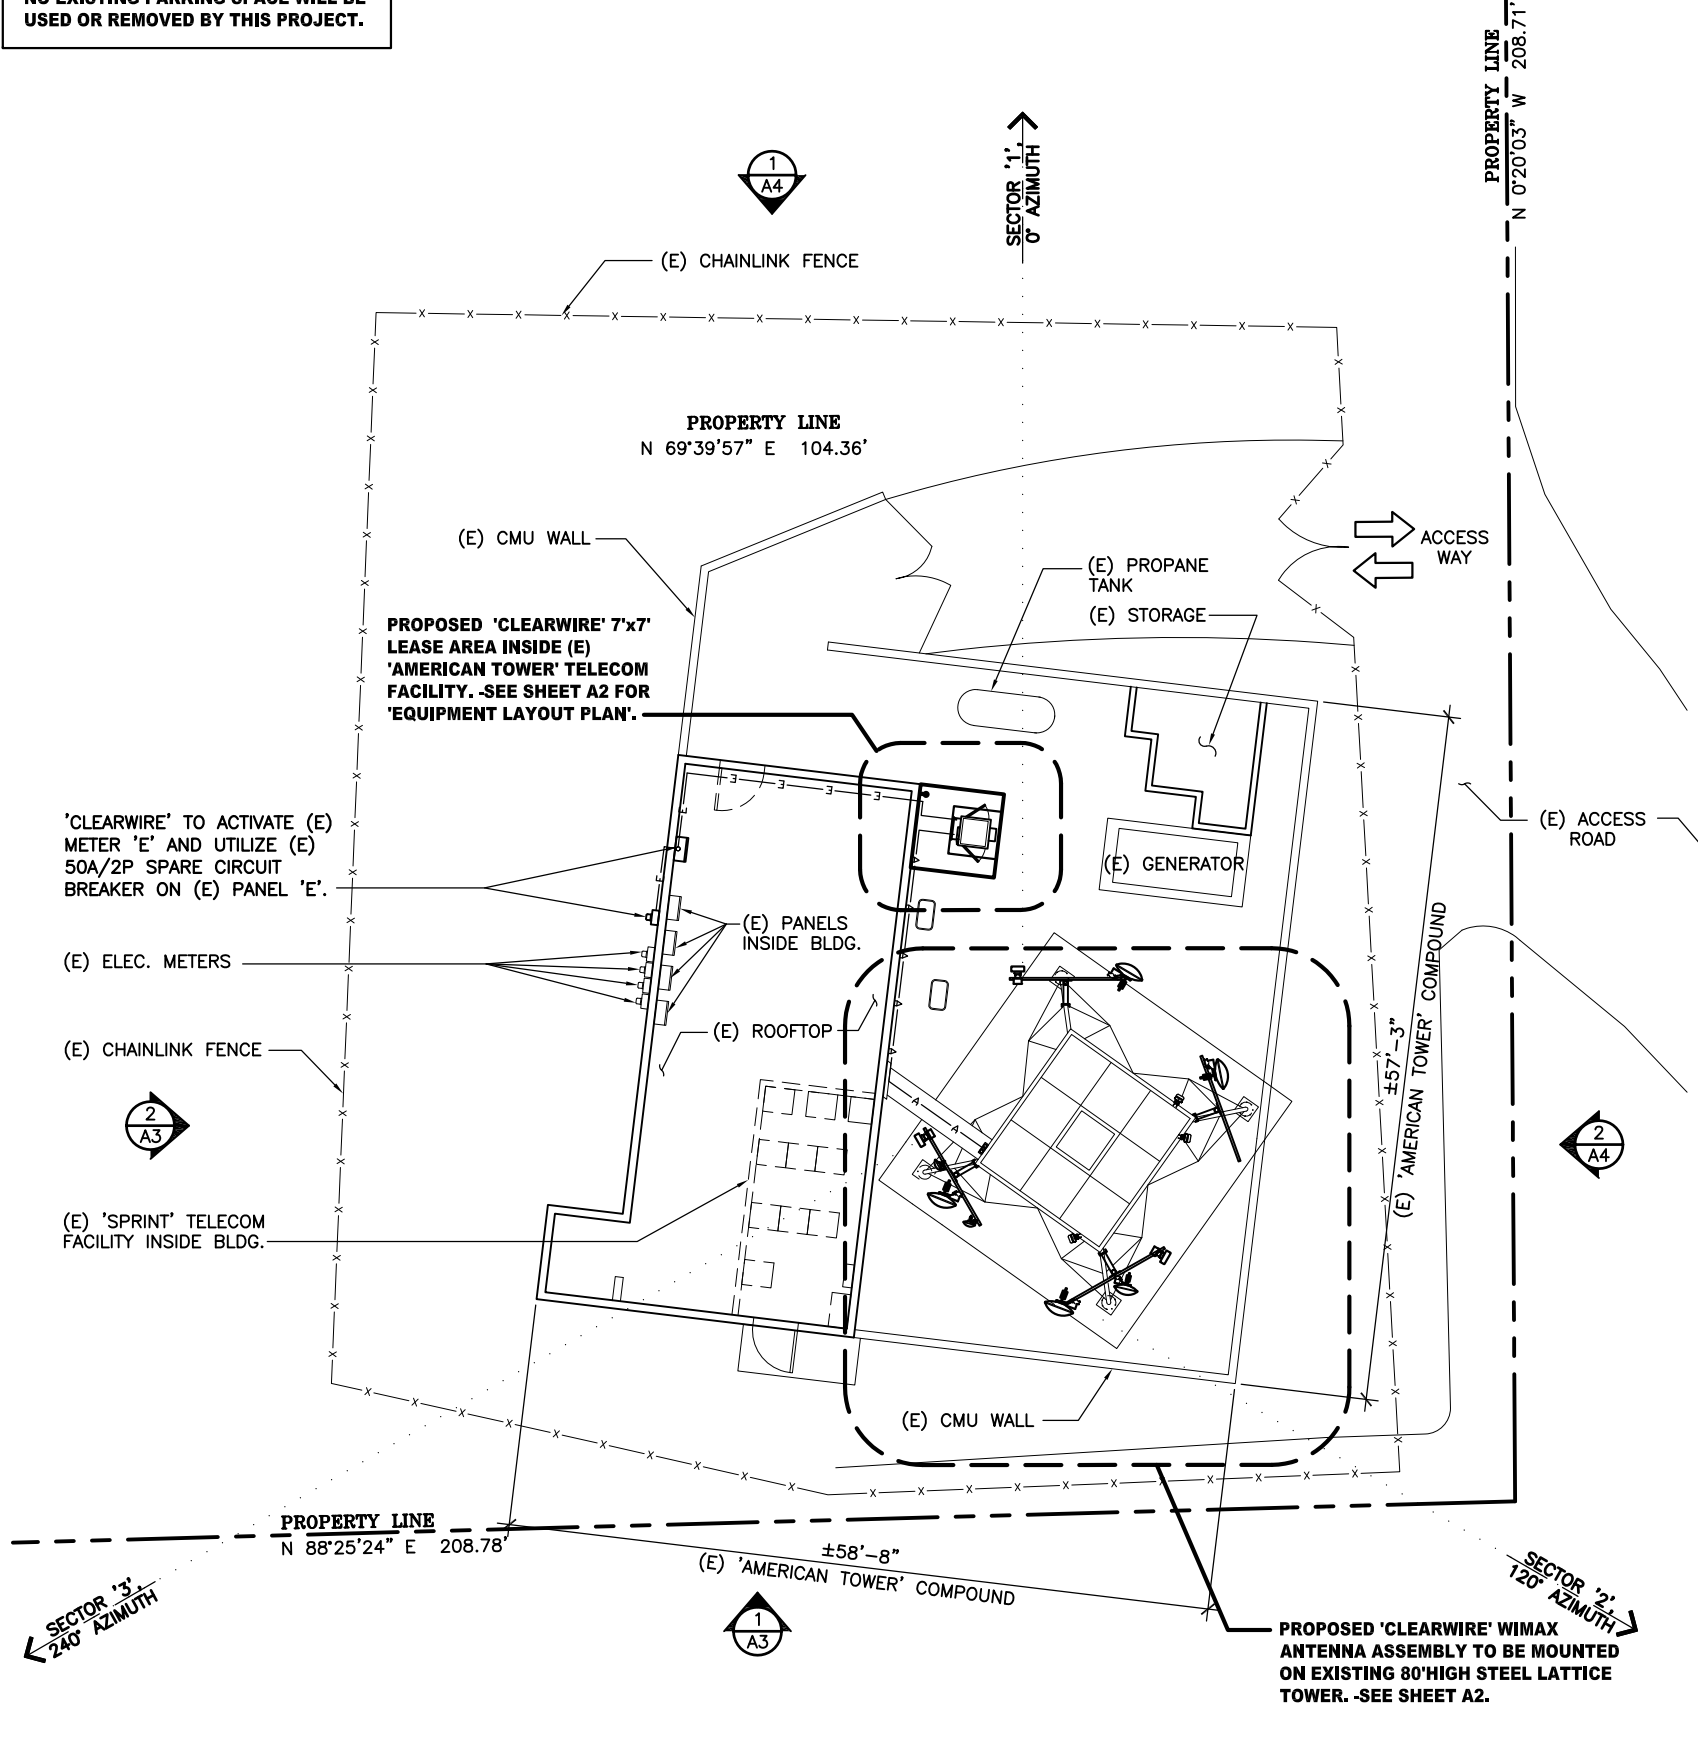 USED OR REMOVED BY THIS PROJECT.
PROPERTY LINE
N 0°20'03" W 208.71'
1
A4
SECTOR '1',
0° AZIMUTH
(E) CHAINLINK FENCE
PROPERTY LINE
N 69°39'57" E 104.36'
(E) CMU WALL
ACCESS
WAY
(E) PROPANE
TANK
(E) STORAGE
PROPOSED 'CLEARWIRE' 7'x7'
LEASE AREA INSIDE (E)
'AMERICAN TOWER' TELECOM
FACILITY. -SEE SHEET A2 FOR
'EQUIPMENT LAYOUT PLAN'.
'CLEARWIRE' TO ACTIVATE (E)
METER 'E' AND UTILIZE (E)
50A/2P SPARE CIRCUIT
BREAKER ON (E) PANEL 'E'.
(E) ACCESS
ROAD
(E) GENERATOR
(E) PANELS
INSIDE BLDG.
(E) ELEC. METERS
(E) ROOFTOP
(E) CHAINLINK FENCE
±57'-3"
(E) 'AMERICAN TOWER' COMPOUND
2
A3
2
A4
(E) 'SPRINT' TELECOM
FACILITY INSIDE BLDG.
(E) CMU WALL
PROPERTY LINE
N 88°25'24" E 208.78'
±58'-8"
(E) 'AMERICAN TOWER' COMPOUND
SECTOR '3',
240° AZIMUTH
SECTOR '2',
120° AZIMUTH
1
A3
PROPOSED 'CLEARWIRE' WIMAX
ANTENNA ASSEMBLY TO BE MOUNTED
ON EXISTING 80'HIGH STEEL LATTICE
TOWER. -SEE SHEET A2.